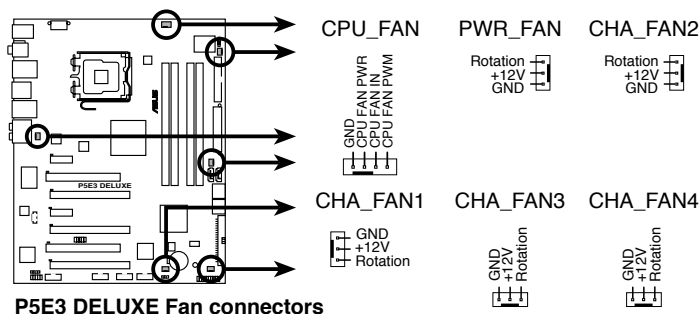 CPU_FAN
GND
CPU FAN PWR
CPU FAN IN
CPU FAN PWM
PWR_FAN
Rotation
+12V
GND
CHA_FAN2
Rotation
+12V
GND
CHA_FAN1
GND
+12V
Rotation
CHA_FAN3
GND
+12V
Rotation
CHA_FAN4
GND
+12V
Rotation
ASUS
P5E3 DELUXE
P5E3 DELUXE Fan connectors